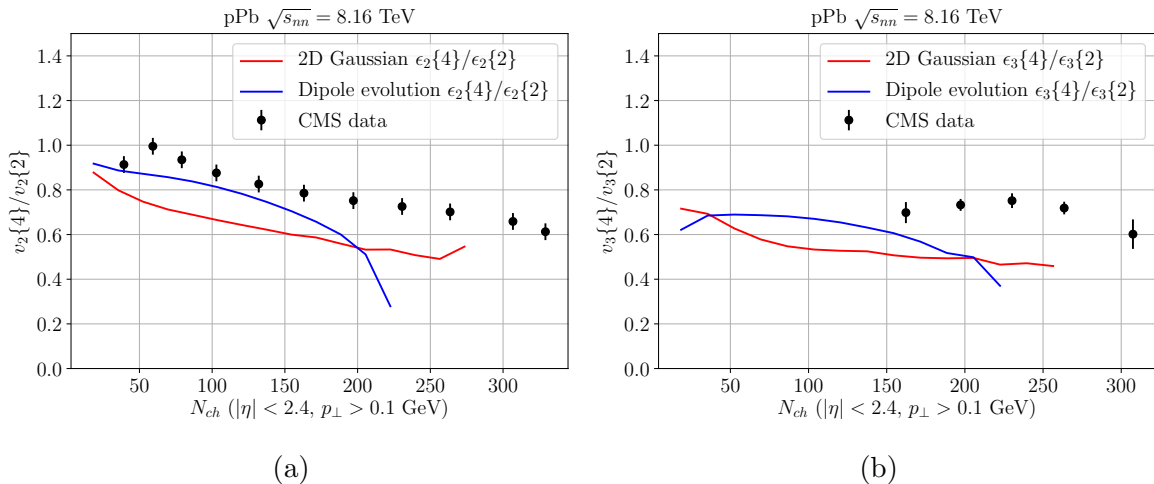 pPb √s_nn = 8.16 TeV
1.4
1.2
1.0
0.8
0.6
0.4
0.2
0.0
v₂{4}/v₂{2}
2D Gaussian ϵ₂{4}/ϵ₂{2}
Dipole evolution ϵ₂{4}/ϵ₂{2}
CMS data
50 100 150 200 250 300
N_ch (|η| < 2.4, p_⊥ > 0.1 GeV)
(a)
pPb √s_nn = 8.16 TeV
1.4
1.2
1.0
0.8
0.6
0.4
0.2
0.0
v₃{4}/v₃{2}
2D Gaussian ϵ₃{4}/ϵ₃{2}
Dipole evolution ϵ₃{4}/ϵ₃{2}
CMS data
50 100 150 200 250 300
N_ch (|η| < 2.4, p_⊥ > 0.1 GeV)
(b)